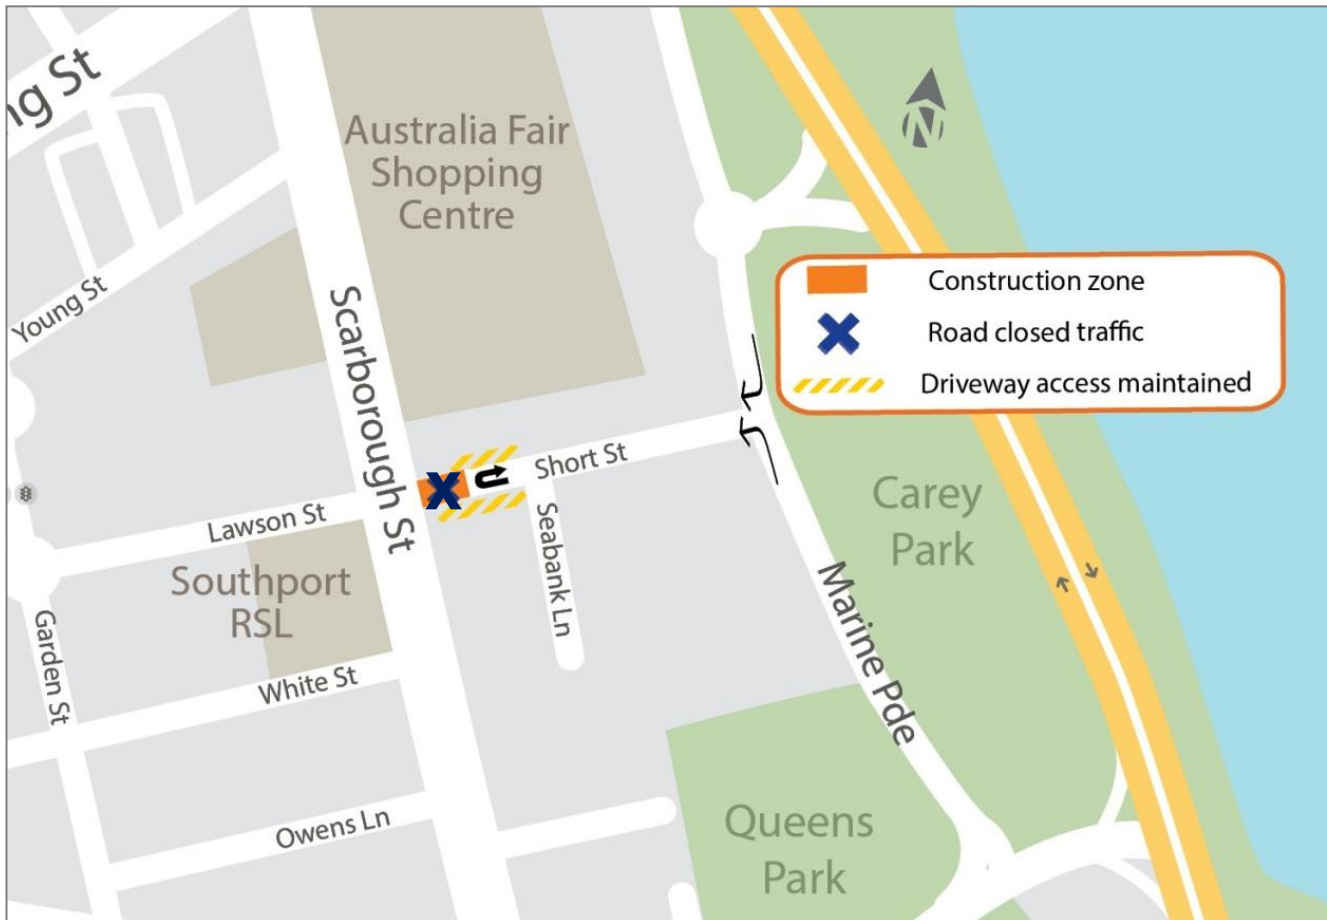 ng St
Australia Fair
Shopping
Centre
N
Young St
Scarborough St
Construction zone
Road closed traffic
Driveway access maintained
Short St
Lawson St
Seabank Ln
Carey
Park
Southport
RSL
Marine Pde
Garden St
White St
Owens Ln
Queens
Park